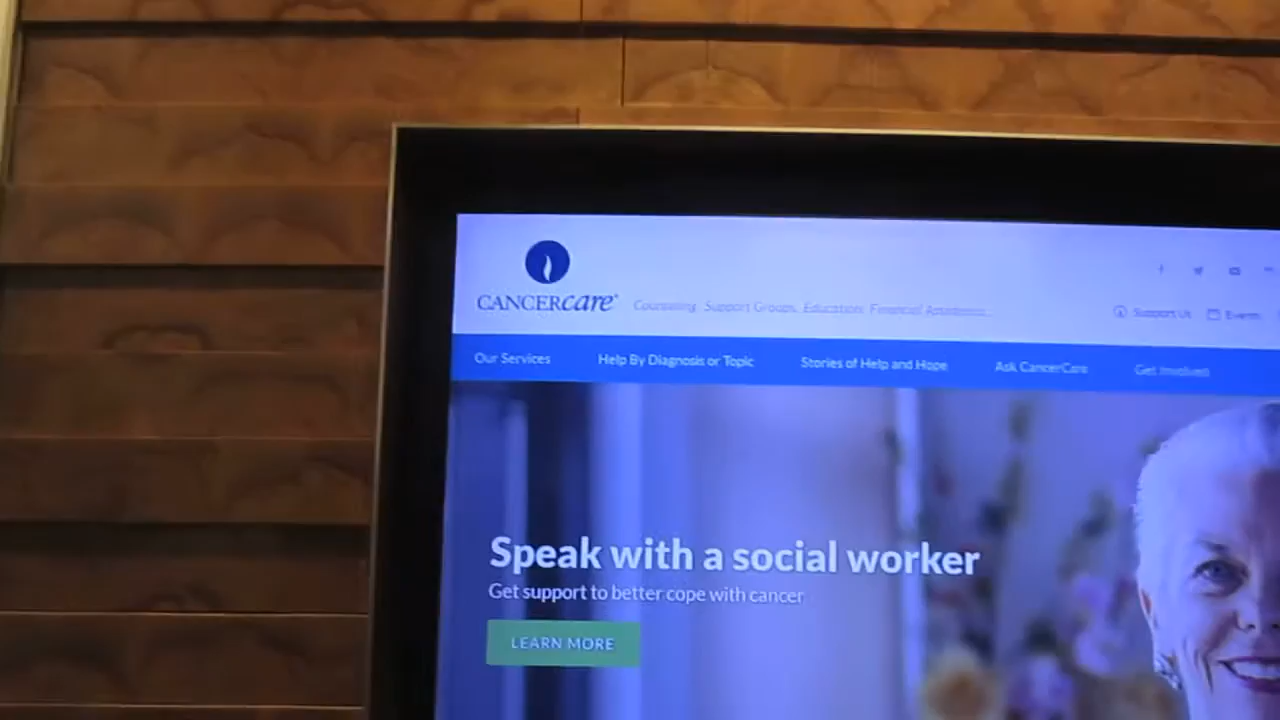 CANCERcare®
Counseling. Support Groups. Education. Financial Assistance.
Support Us
Events
Our Services
Help By Diagnosis or Topic
Stories of Help and Hope
Ask CancerCare
Get Involved
Speak with a social worker
Get support to better cope with cancer
LEARN MORE